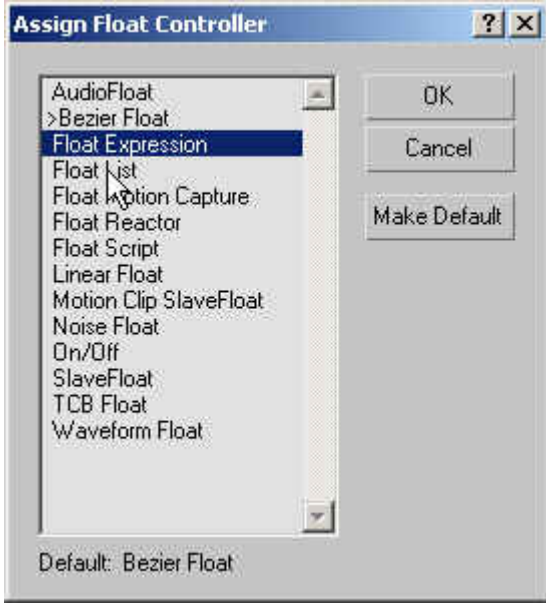 Assign Float Controller
AudioFloat
>Bezier Float
Float Expression
Float List
Float Motion Capture
Float Reactor
Float Script
Linear Float
Motion Clip SlaveFloat
Noise Float
On/Off
SlaveFloat
TCB Float
Waveform Float
OK
Cancel
Make Default
Default: Bezier Float